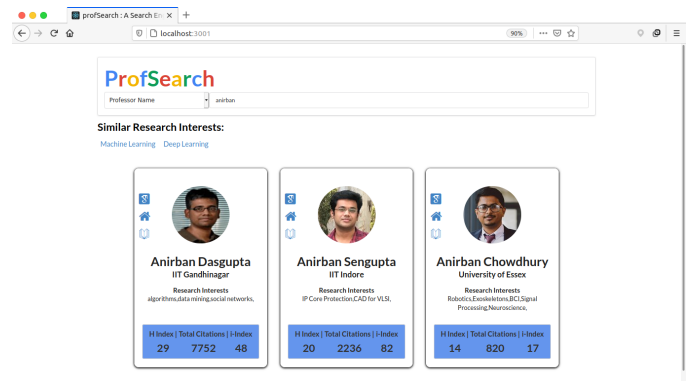 profSearch : A Search En
localhost:3001
90%
ProfSearch
Professor Name
anirban
Similar Research Interests:
Machine Learning Deep Learning
Anirban Dasgupta
IIT Gandhinagar
Research Interests
algorithms,data mining,social networks,
H Index | Total Citations | i-Index
29 7752 48
Anirban Sengupta
IIT Indore
Research Interests
IP Core Protection,CAD for VLSI,
H Index | Total Citations | i-Index
20 2236 82
Anirban Chowdhury
University of Essex
Research Interests
Robotics,Exoskeletons,BCI,Signal
Processing,Neuroscience,
H Index | Total Citations | i-Index
14 820 17